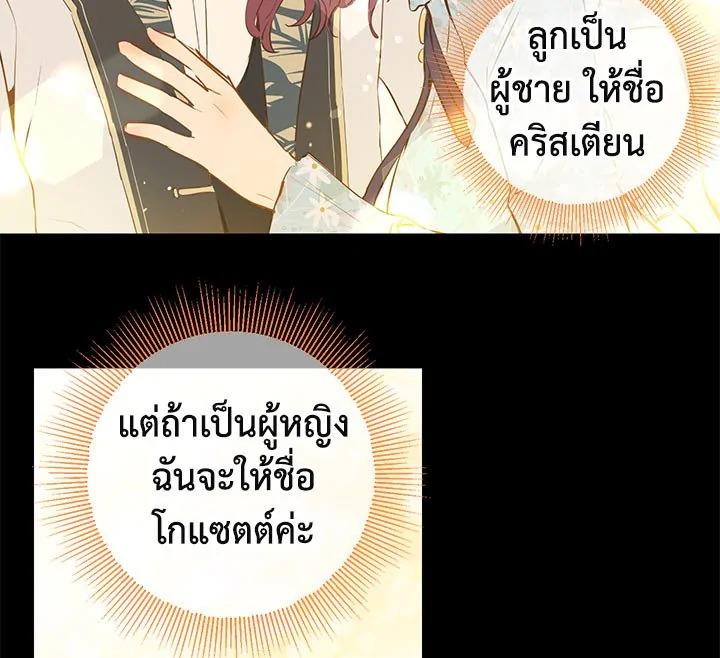 ลูกเป็น
ผู้ชาย ให้ชื่อ
คริสเตียน
แต่ถ้าเป็นผู้หญิง
ฉันจะให้ชื่อ
โกแซตต์ค่ะ